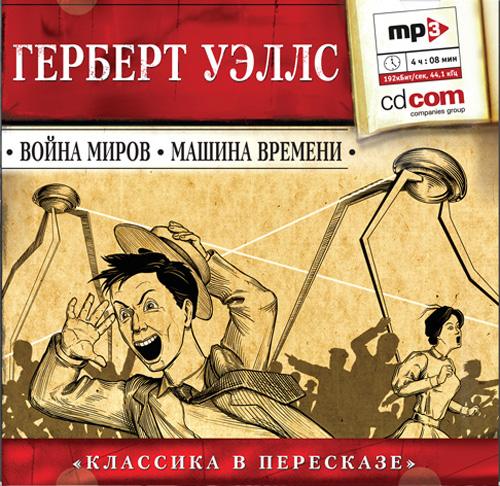 ГЕРБЕРТ УЭЛЛС
mp3
4 ч : 08 мин
192кБит/сек, 44,1 кГц
cdcom
companies group
• ВОЙНА МИРОВ • МАШИНА ВРЕМЕНИ •
«КЛАССИКА В ПЕРЕСКАЗЕ»